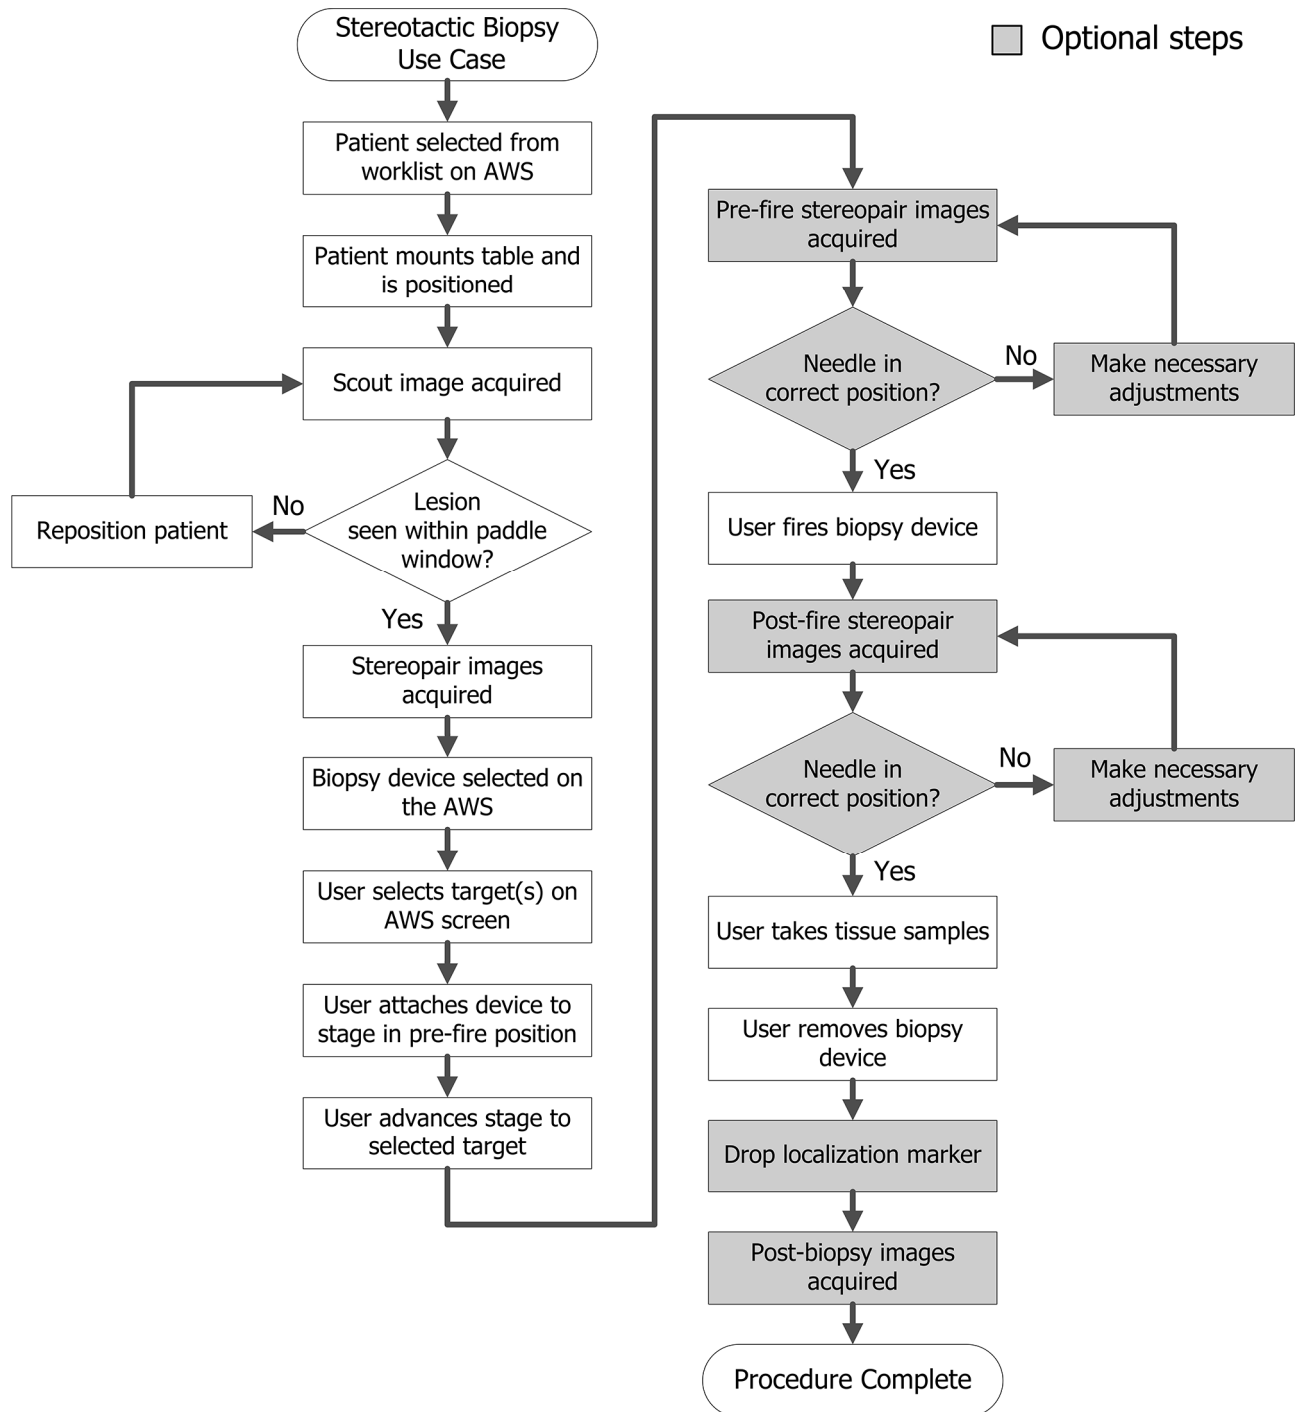 Stereotactic Biopsy
Use Case
Optional steps
Patient selected from
worklist on AWS
Patient mounts table and
is positioned
Scout image acquired
Lesion
seen within paddle
window?
No
Reposition patient
Yes
Stereopair images
acquired
Biopsy device selected on
the AWS
User selects target(s) on
AWS screen
User attaches device to
stage in pre-fire position
User advances stage to
selected target
Pre-fire stereopair images
acquired
Needle in
correct position?
No
Make necessary
adjustments
Yes
User fires biopsy device
Post-fire stereopair
images acquired
Needle in
correct position?
No
Make necessary
adjustments
Yes
User takes tissue samples
User removes biopsy
device
Drop localization marker
Post-biopsy images
acquired
Procedure Complete